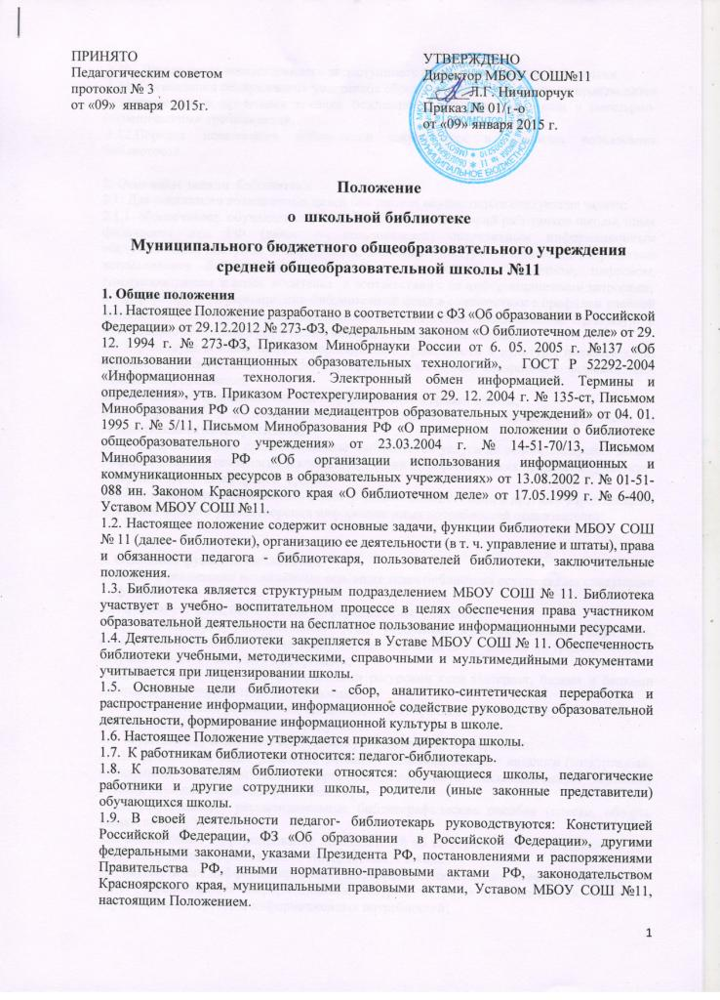 ПРИНЯТО
Педагогическим советом
протокол № 3
от «09» января 2015г.
УТВЕРЖДЕНО
Директор МБОУ СОШ№11
Л.Г. Ничипорчук
Приказ № 01/1 -о
от «09» января 2015 г.
Положение
о школьной библиотеке
Муниципального бюджетного общеобразовательного учреждения
средней общеобразовательной школы №11
1. Общие положения
1.1. Настоящее Положение разработано в соответствии с ФЗ «Об образовании в Российской
Федерации» от 29.12.2012 № 273-ФЗ, Федеральным законом «О библиотечном деле» от 29.
12. 1994 г. № 273-ФЗ, Приказом Минобрнауки России от 6. 05. 2005 г. №137 «Об
использовании дистанционных образовательных технологий», ГОСТ Р 52292-2004
«Информационная технология. Электронный обмен информацией. Термины и
определения», утв. Приказом Ростехрегулирования от 29. 12. 2004 г. № 135-ст, Письмом
Минобразования РФ «О создании медиацентров образовательных учреждений» от 04. 01.
1995 г. № 5/11, Письмом Минобразования РФ «О примерном положении о библиотеке
общеобразовательного учреждения» от 23.03.2004 г. № 14-51-70/13, Письмом
Минобразованиия РФ «Об организации использования информационных и
коммуникационных ресурсов в образовательных учреждениях» от 13.08.2002 г. № 01-51-
088 ин. Законом Красноярского края «О библиотечном деле» от 17.05.1999 г. № 6-400,
Уставом МБОУ СОШ №11.
1.2. Настоящее положение содержит основные задачи, функции библиотеки МБОУ СОШ
№ 11 (далее- библиотеки), организацию ее деятельности (в т. ч. управление и штаты), права
и обязанности педагога - библиотекаря, пользователей библиотеки, заключительные
положения.
1.3. Библиотека является структурным подразделением МБОУ СОШ № 11. Библиотека
участвует в учебно- воспитательном процессе в целях обеспечения права участником
образовательной деятельности на бесплатное пользование информационными ресурсами.
1.4. Деятельность библиотеки закрепляется в Уставе МБОУ СОШ № 11. Обеспеченность
библиотеки учебными, методическими, справочными и мультимедийными документами
учитывается при лицензировании школы.
1.5. Основные цели библиотеки - сбор, аналитико-синтетическая переработка и
распространение информации, информационное содействие руководству образовательной
деятельности, формирование информационной культуры в школе.
1.6. Настоящее Положение утверждается приказом директора школы.
1.7. К работникам библиотеки относится: педагог-библиотекарь.
1.8. К пользователям библиотеки относятся: обучающиеся школы, педагогические
работники и другие сотрудники школы, родители (иные законные представители)
обучающихся школы.
1.9. В своей деятельности педагог- библиотекарь руководствуются: Конституцией
Российской Федерации, ФЗ «Об образовании в Российской Федерации», другими
федеральными законами, указами Президента РФ, постановлениями и распоряжениями
Правительства РФ, иными нормативно-правовыми актами РФ, законодательством
Красноярского края, муниципальными правовыми актами, Уставом МБОУ СОШ №11,
настоящим Положением.
1